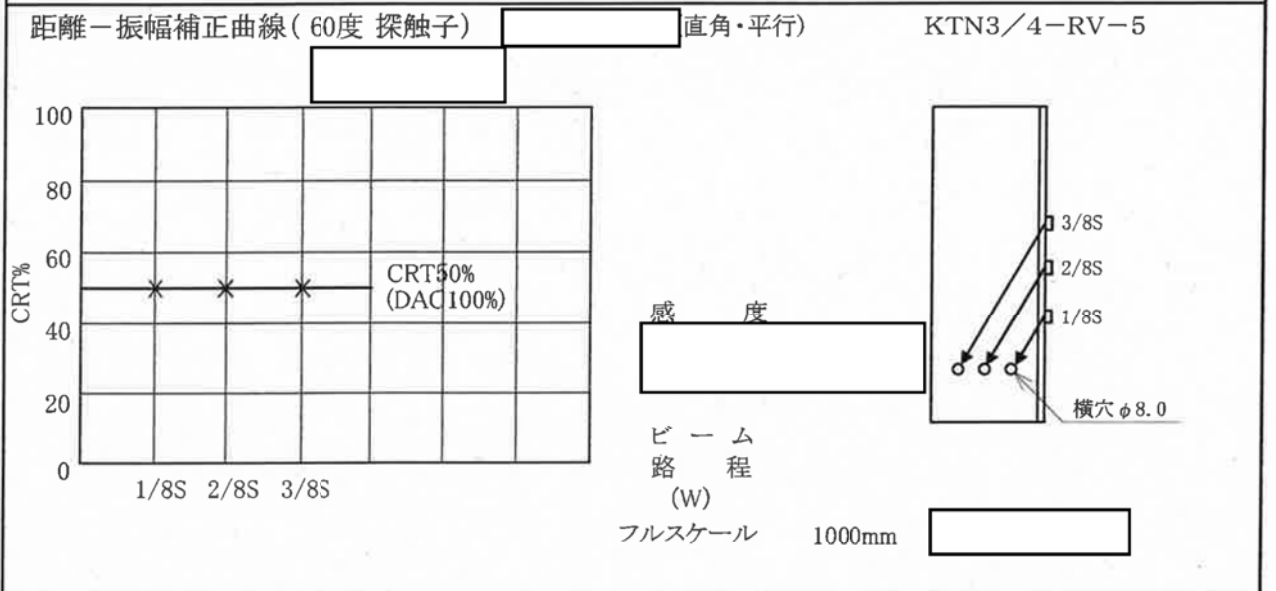 距離－振幅補正曲線( 60度 探触子)
(直角・平行)
KTN3／4－RV－5
100
80
60
40
20
0
CRT%
CRT50%
(DAC100%)
1/8S 2/8S 3/8S
感 度
ビ ー ム
路 程
(W)
フルスケール 1000mm
3/8S
2/8S
1/8S
横穴φ8.0